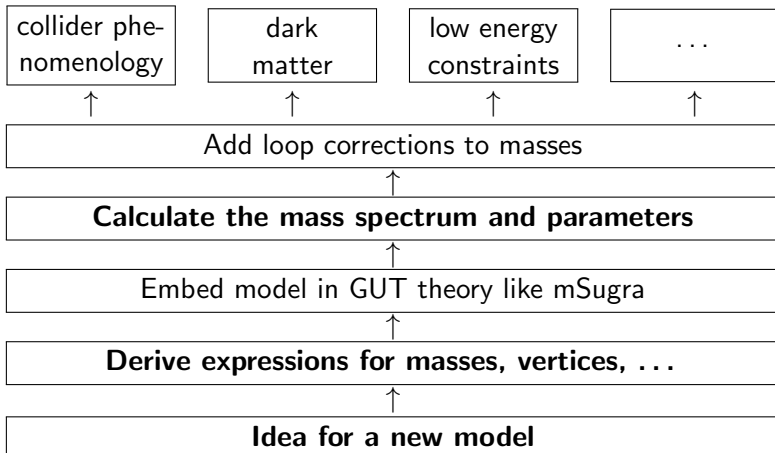 collider phe-
nomenology
dark
matter
low energy
constraints
. . .
Add loop corrections to masses
Calculate the mass spectrum and parameters
Embed model in GUT theory like mSugra
Derive expressions for masses, vertices, . . .
Idea for a new model